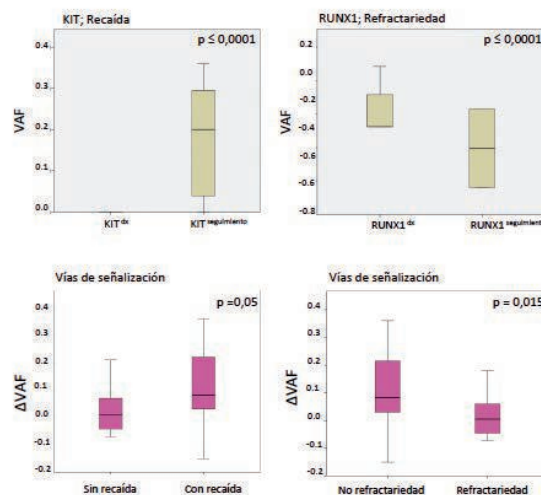 KIT; Recaída
p ≤ 0,0001
VAF
0.4
0.3
0.2
0.1
0.0
KIT dx
KIT seguimiento
RUNX1; Refractariedad
p ≤ 0,0001
VAF
0.2
0.0
-0.2
-0.4
-0.6
-0.8
RUNX1 dx
RUNX1 seguimiento
Vías de señalización
p =0,05
ΔVAF
0.4
0.3
0.2
0.1
0.0
-0.1
-0.2
Sin recaída
Con recaída
Vías de señalización
p = 0,015
ΔVAF
0.4
0.3
0.2
0.1
0.0
-0.1
-0.2
No refractariedad
Refractariedad